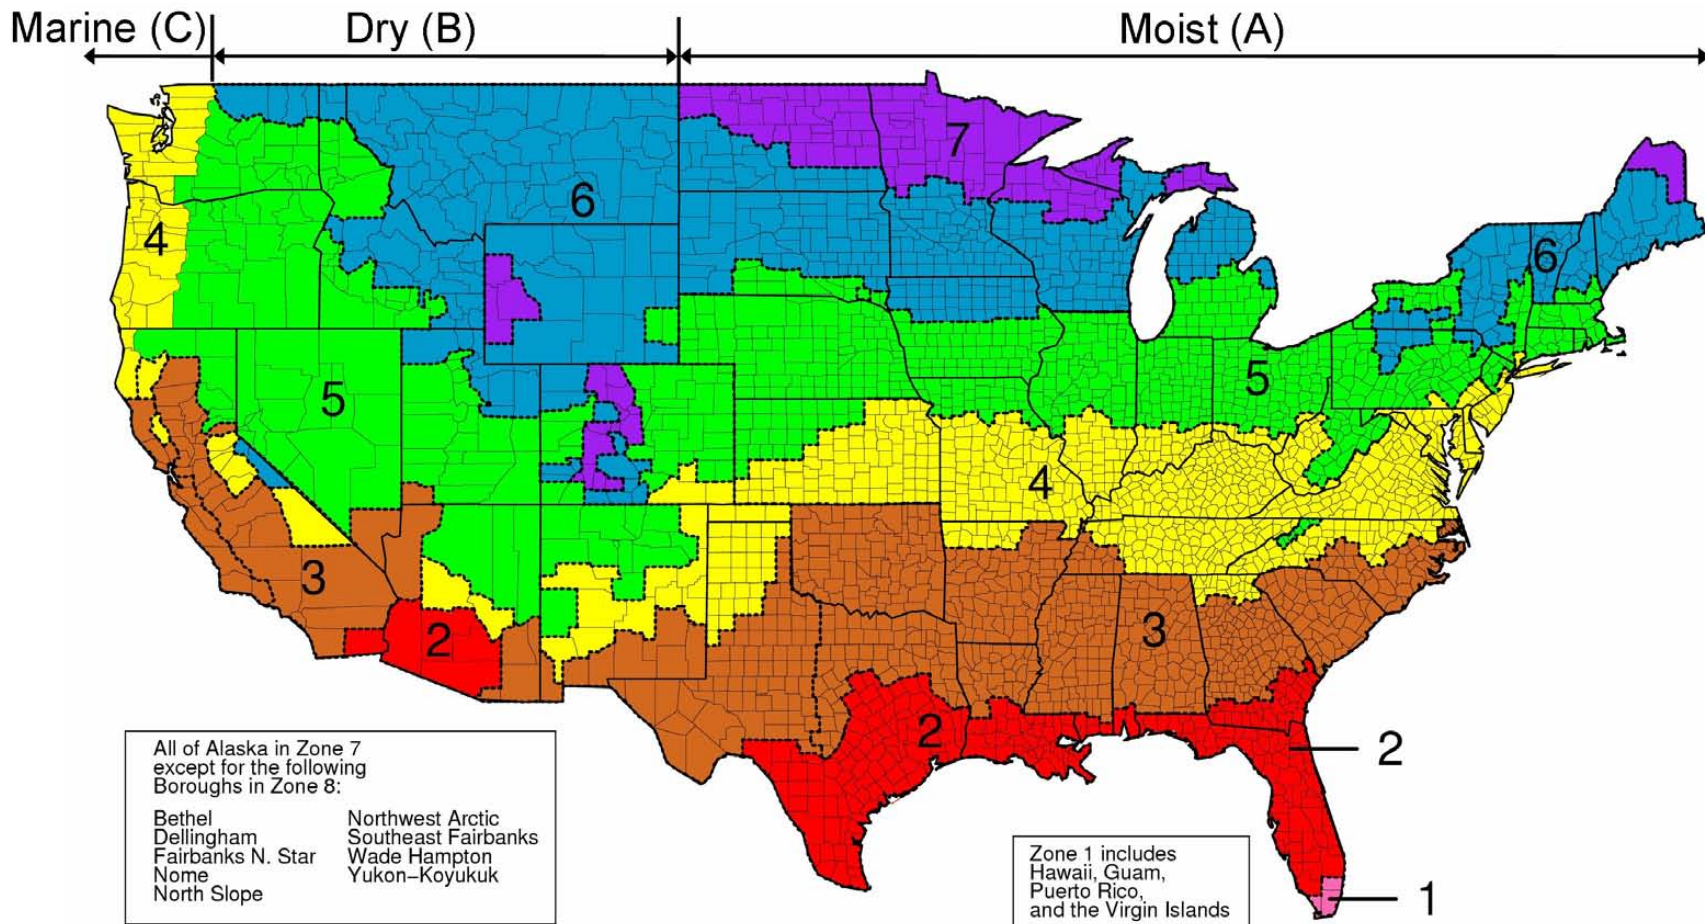 Marine (C)
Dry (B)
Moist (A)
7
6
4
6
5
5
4
3
3
2
2
2
1
All of Alaska in Zone 7
except for the following
Boroughs in Zone 8:
Bethel
Dellingham
Fairbanks N. Star
Nome
North Slope
Northwest Arctic
Southeast Fairbanks
Wade Hampton
Yukon-Koyukuk
Zone 1 includes
Hawaii, Guam,
Puerto Rico,
and the Virgin Islands